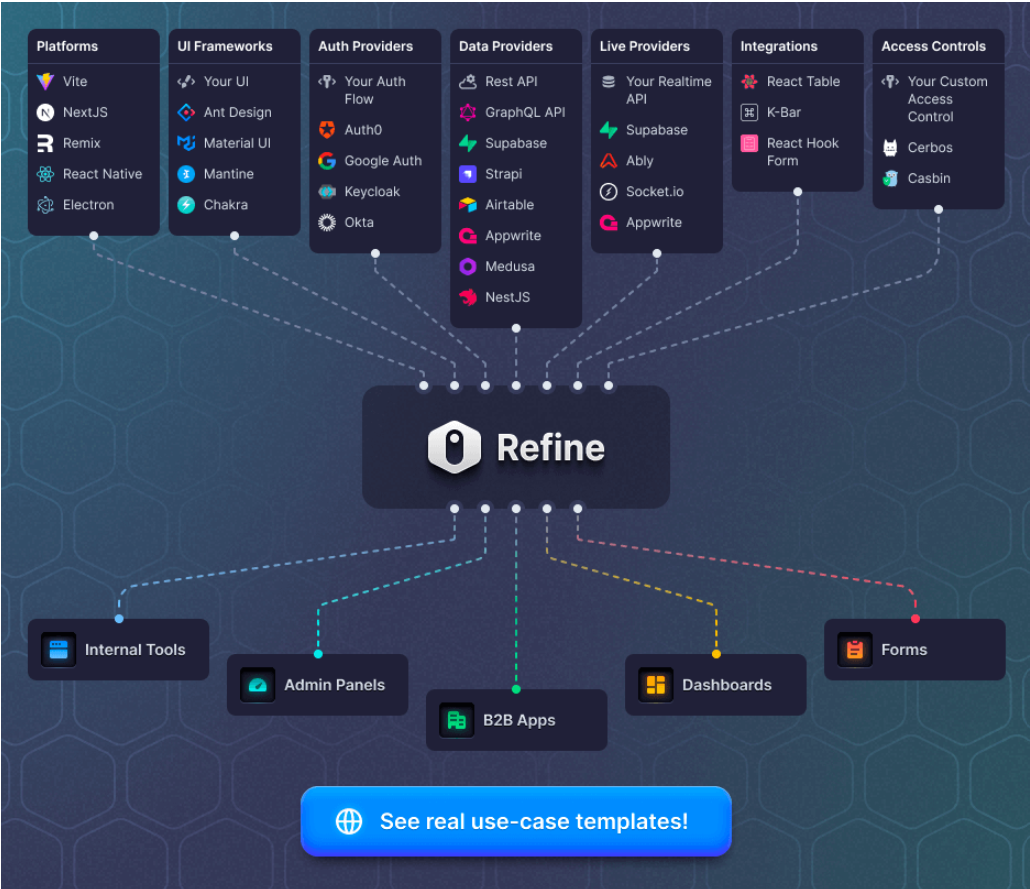 Platforms
Vite
NextJS
Remix
React Native
Electron
UI Frameworks
Your UI
Ant Design
Material UI
Mantine
Chakra
Auth Providers
Your Auth
Flow
Auth0
Google Auth
Keycloak
Okta
Data Providers
Rest API
GraphQL API
Supabase
Strapi
Airtable
Appwrite
Medusa
NestJS
Live Providers
Your Realtime
API
Supabase
Ably
Socket.io
Appwrite
Integrations
React Table
K-Bar
React Hook
Form
Access Controls
Your Custom
Access
Control
Cerbos
Casbin
Refine
Internal Tools
Admin Panels
B2B Apps
Dashboards
Forms
See real use-case templates!